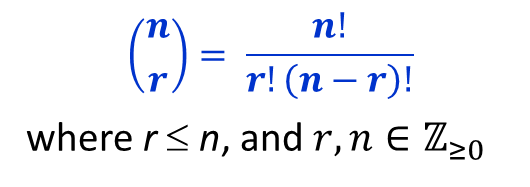 (n r) = n! / r! (n − r)!
where r ≤ n, and r, n ∈ ℤ≥0